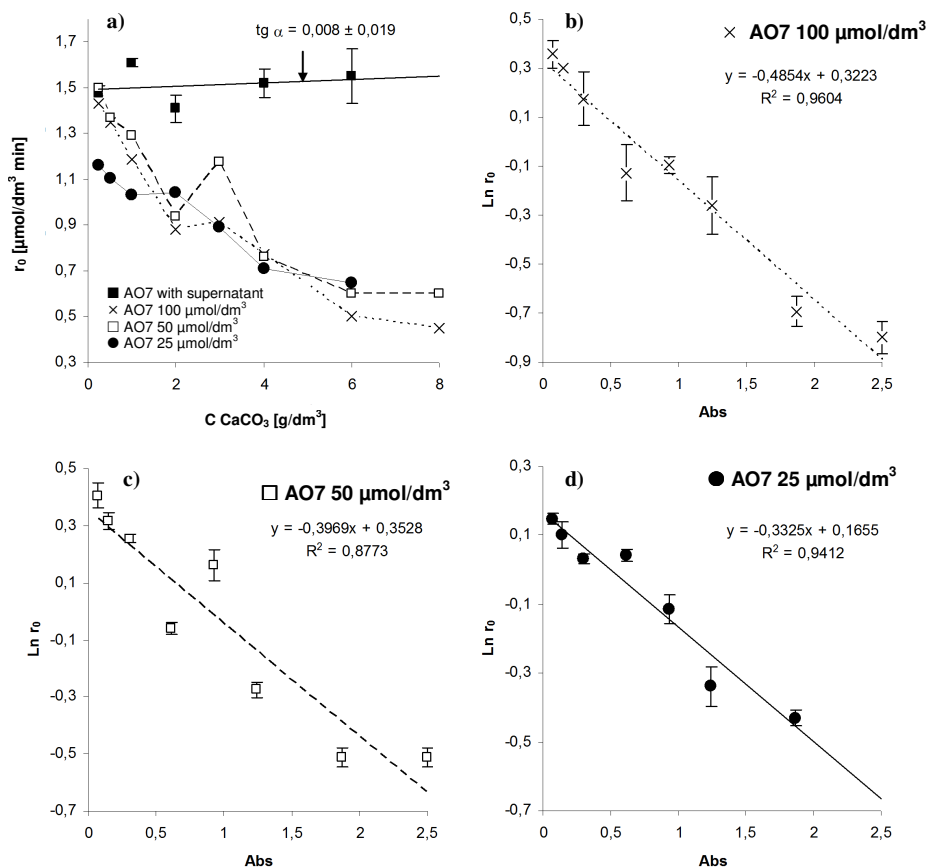 a)
tg α = 0,008 ± 0,019
1,7
1,5
1,3
1,1
0,9
0,7
0,5
0,3
r0 [µmol/dm3 min]
AO7 with supernatant
AO7 100 µmol/dm3
AO7 50 µmol/dm3
AO7 25 µmol/dm3
0 2 4 6 8
C CaCO3 [g/dm3]
b)
AO7 100 µmol/dm3
y = -0,4854x + 0,3223
R2 = 0,9604
0,5
0,3
0,1
-0,1
-0,3
-0,5
-0,7
-0,9
Ln r0
0 0,5 1 1,5 2 2,5
Abs
c)
AO7 50 µmol/dm3
y = -0,3969x + 0,3528
R2 = 0,8773
0,5
0,3
0,1
-0,1
-0,3
-0,5
-0,7
Ln r0
0 0,5 1 1,5 2 2,5
Abs
d)
AO7 25 µmol/dm3
y = -0,3325x + 0,1655
R2 = 0,9412
0,3
0,1
-0,1
-0,3
-0,5
-0,7
Ln r0
0 0,5 1 1,5 2 2,5
Abs